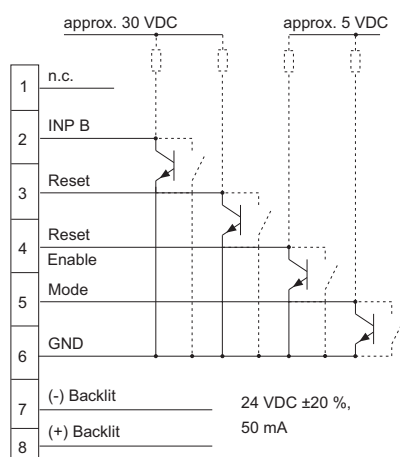 approx. 30 VDC approx. 5 VDC
1 n.c.
2 INP B
3 Reset
4 Reset
Enable
5 Mode
6 GND
7 (-) Backlit
24 VDC ±20 %,
50 mA
8 (+) Backlit